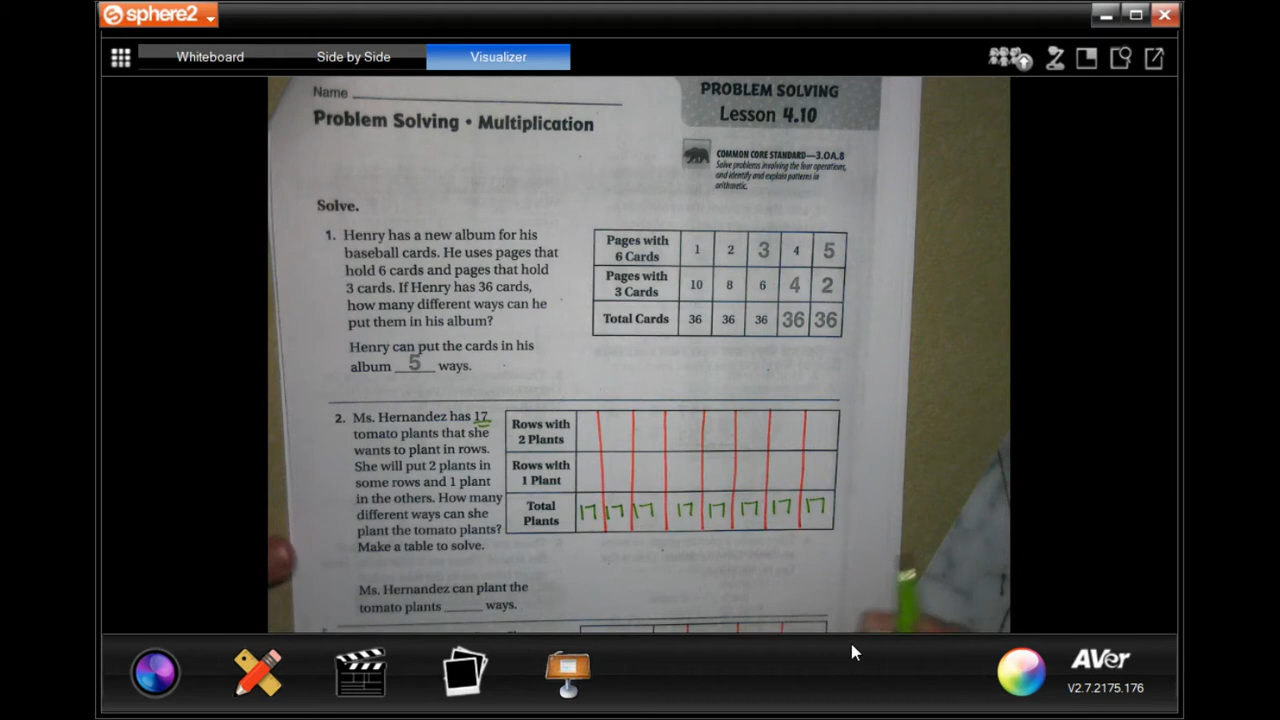 sphere2
Whiteboard Side by Side Visualizer
Name
Problem Solving • Multiplication
PROBLEM SOLVING
Lesson 4.10
COMMON CORE STANDARD—3.OA.8
Solve problems involving the four operations,
and identify and explain patterns in
arithmetic.
Solve.
1. Henry has a new album for his
baseball cards. He uses pages that
hold 6 cards and pages that hold
3 cards. If Henry has 36 cards,
how many different ways can he
put them in his album?
Henry can put the cards in his
album 5 ways.
Pages with
6 Cards 1 2 3 4 5
Pages with
3 Cards 10 8 6 4 2
Total Cards 36 36 36 36 36
2. Ms. Hernandez has 17
tomato plants that she
wants to plant in rows.
She will put 2 plants in
some rows and 1 plant
in the others. How many
different ways can she
plant the tomato plants?
Make a table to solve.
Rows with
2 Plants
Rows with
1 Plant
Total
Plants 17 17 17 17 17 17 17 17
Ms. Hernandez can plant the
tomato plants ______ ways.
AVer
V2.7.2175.176